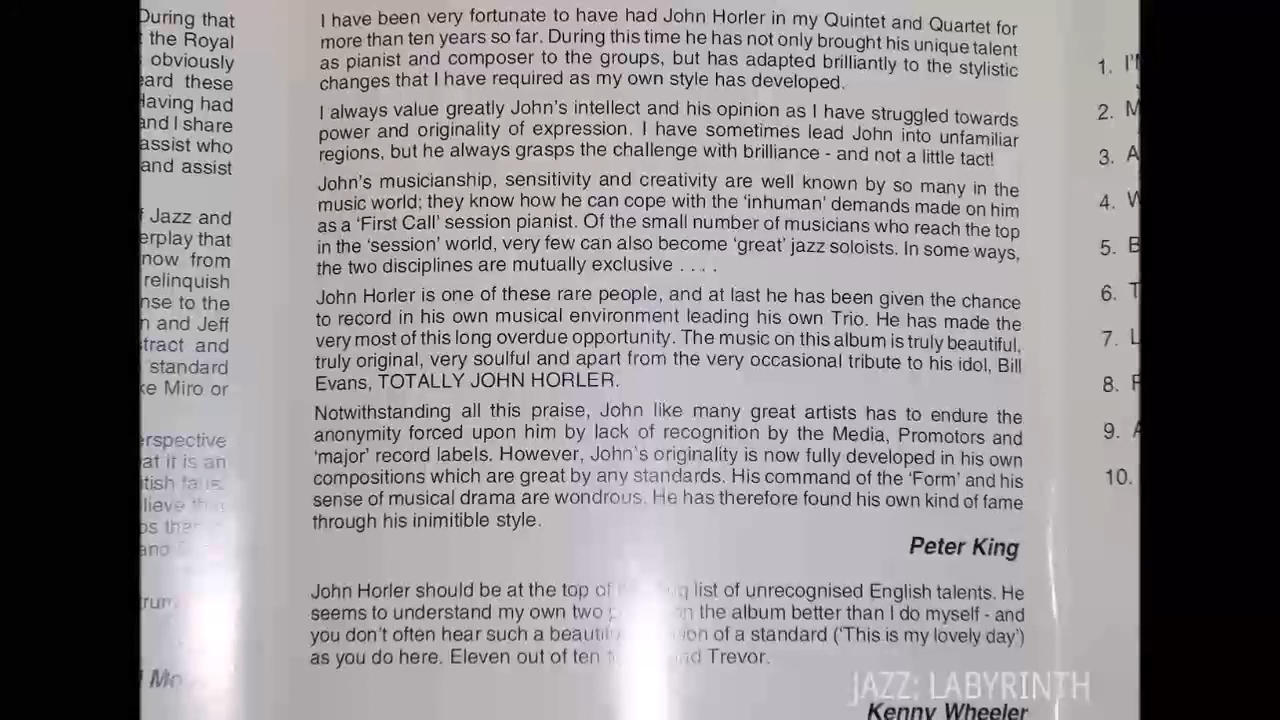 During that
the Royal
obviously
these
Having had
and I share
assist who
and assist
Jazz and
that
now from
relinquish
to the
and Jeff
and
standard
Miro or
at it is an
I have been very fortunate to have had John Horler in my Quintet and Quartet for
more than ten years so far. During this time he has not only brought his unique talent
as pianist and composer to the groups, but has adapted brilliantly to the stylistic
changes that I have required as my own style has developed.
I always value greatly John's intellect and his opinion as I have struggled towards
power and originality of expression. I have sometimes lead John into unfamiliar
regions, but he always grasps the challenge with brilliance - and not a little tact!
John's musicianship, sensitivity and creativity are well known by so many in the
music world; they know how he can cope with the 'inhuman' demands made on him
as a 'First Call' session pianist. Of the small number of musicians who reach the top
in the 'session' world, very few can also become 'great' jazz soloists. In some ways,
the two disciplines are mutually exclusive . . . .
John Horler is one of these rare people, and at last he has been given the chance
to record in his own musical environment leading his own Trio. He has made the
very most of this long overdue opportunity. The music on this album is truly beautiful,
truly original, very soulful and apart from the very occasional tribute to his idol, Bill
Evans, TOTALLY JOHN HORLER.
Notwithstanding all this praise, John like many great artists has to endure the
anonymity forced upon him by lack of recognition by the Media, Promotors and
'major' record labels. However, John's originality is now fully developed in his own
compositions which are great by any standards. His command of the 'Form' and his
sense of musical drama are wondrous. He has therefore found his own kind of fame
through his inimitible style.
Peter King
John Horler should be at the top of list of unrecognised English talents. He
seems to understand my own two the album better than I do myself - and
you don't often hear such a of a standard ('This is my lovely day')
as you do here. Eleven out of ten Trevor.
Kenny Wheeler
1.
2.
3.
4.
5.
6.
7.
8.
9.
10.
JAZZ: LABYRINTH